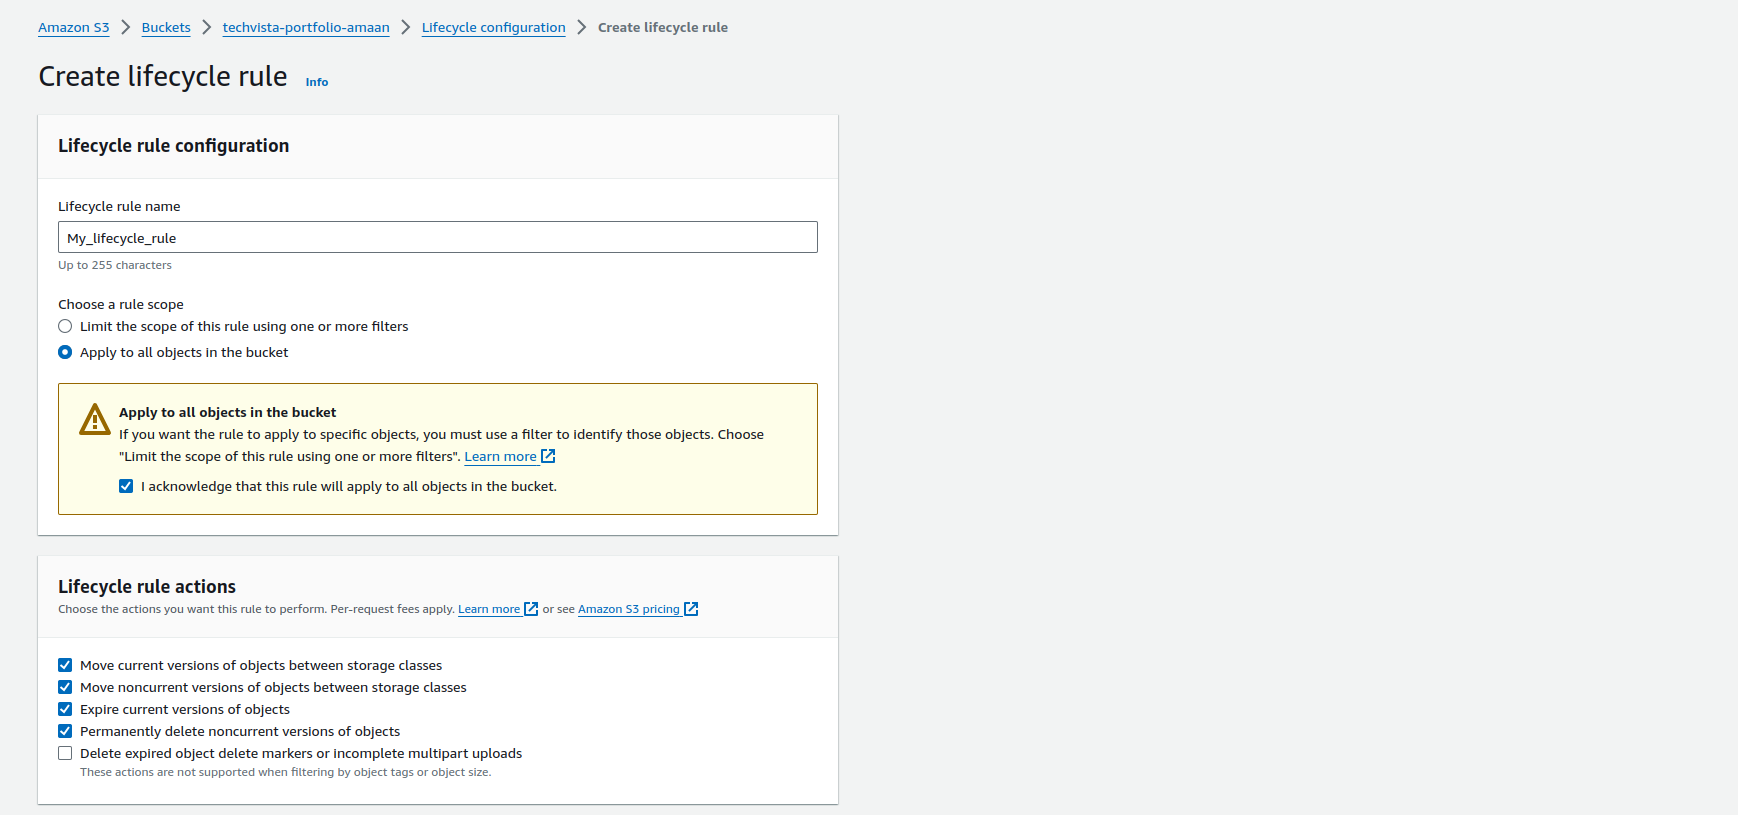 Amazon S3 > Buckets > techvista-portfolio-amaan > Lifecycle configuration > Create lifecycle rule
Create lifecycle rule Info
Lifecycle rule configuration
Lifecycle rule name
My_lifecycle_rule
Up to 255 characters
Choose a rule scope
Limit the scope of this rule using one or more filters
Apply to all objects in the bucket
Apply to all objects in the bucket
If you want the rule to apply to specific objects, you must use a filter to identify those objects. Choose
"Limit the scope of this rule using one or more filters". Learn more
I acknowledge that this rule will apply to all objects in the bucket.
Lifecycle rule actions
Choose the actions you want this rule to perform. Per-request fees apply. Learn more or see Amazon S3 pricing
Move current versions of objects between storage classes
Move noncurrent versions of objects between storage classes
Expire current versions of objects
Permanently delete noncurrent versions of objects
Delete expired object delete markers or incomplete multipart uploads
These actions are not supported when filtering by object tags or object size.